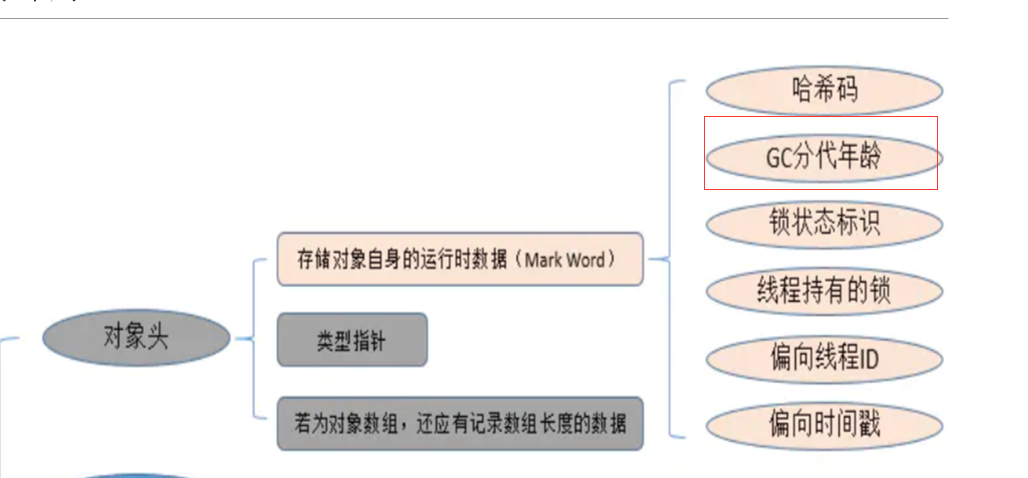 哈希码
GC分代年龄
锁状态标识
存储对象自身的运行时数据（Mark Word）
线程持有的锁
对象头
类型指针
偏向线程ID
若为对象数组，还应有记录数组长度的数据
偏向时间戳